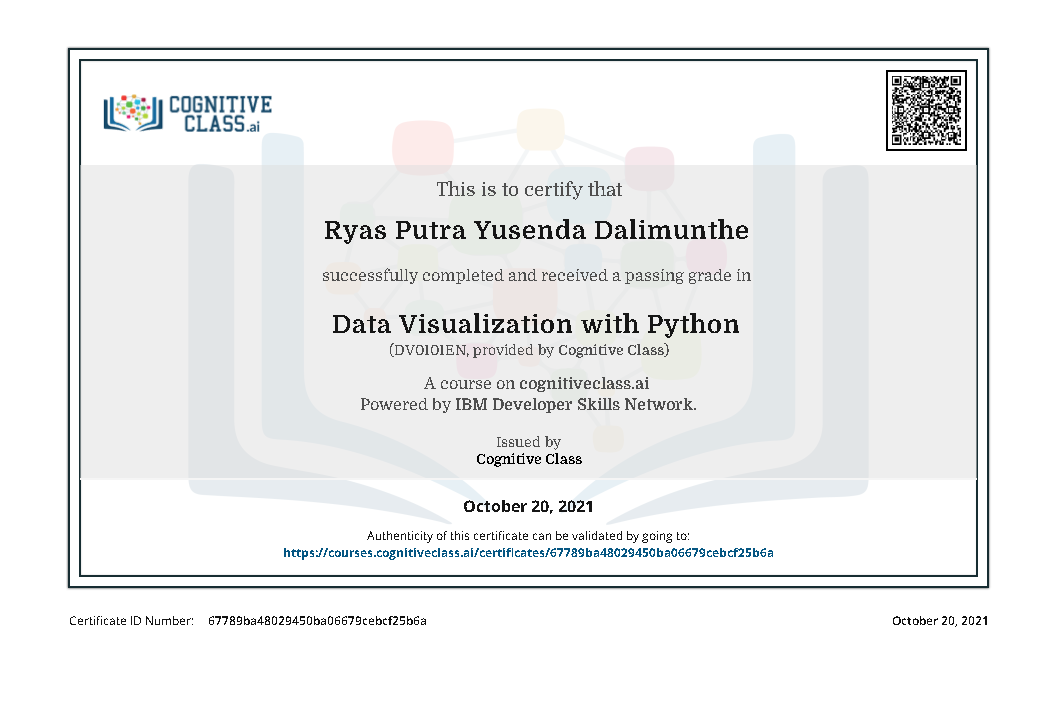 COGNITIVE
CLASS.ai
This is to certify that
Ryas Putra Yusenda Dalimunthe
successfully completed and received a passing grade in
Data Visualization with Python
(DV0101EN, provided by Cognitive Class)
A course on cognitiveclass.ai
Powered by IBM Developer Skills Network.
Issued by
Cognitive Class
October 20, 2021
Authenticity of this certificate can be validated by going to:
https://courses.cognitiveclass.ai/certificates/67789ba48029450ba06679cebcf25b6a
Certificate ID Number: 67789ba48029450ba06679cebcf25b6a
October 20, 2021